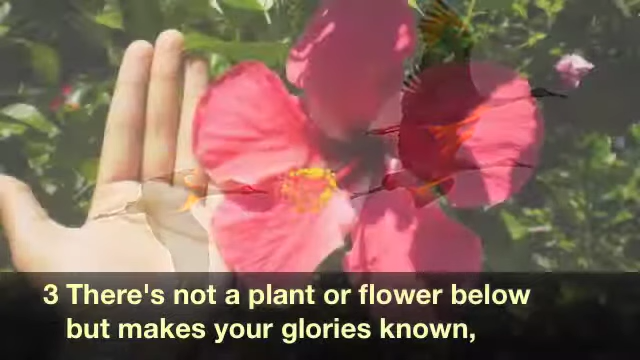 3 There's not a plant or flower below
but makes your glories known,